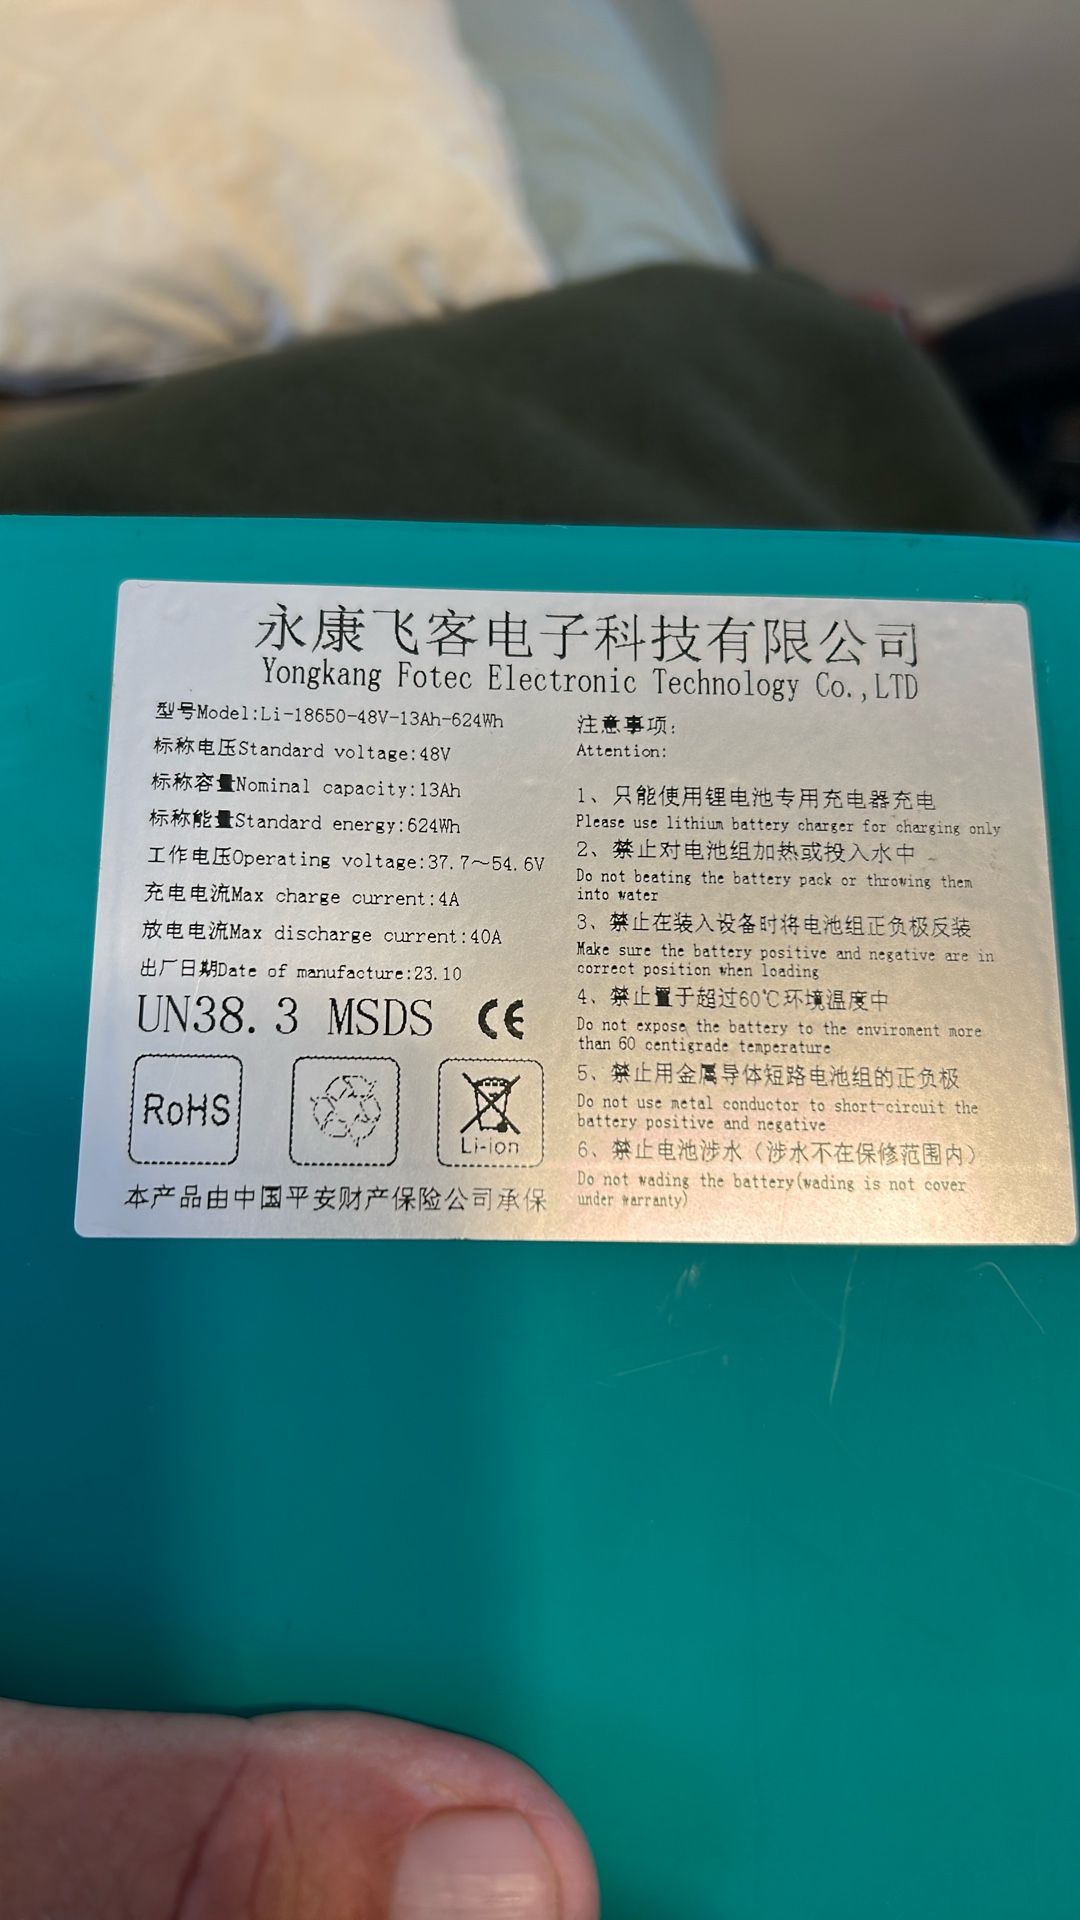 永康飞客电子科技有限公司
Yongkang Fotec Electronic Technology Co.,LTD
型号Model:Li-18650-48V-13Ah-624Wh
标称电压Standard voltage:48V
标称容量Nominal capacity:13Ah
标称能量Standard energy:624Wh
工作电压Operating voltage:37.7～54.6V
充电电流Max charge current:4A
放电电流Max discharge current:40A
出厂日期Date of manufacture:23.10
UN38.3 MSDS CE
RoHS
Li-ion
本产品由中国平安财产保险公司承保
注意事项:
Attention:
1、只能使用锂电池专用充电器充电
Please use lithium battery charger for charging only
2、禁止对电池组加热或投入水中
Do not beating the battery pack or throwing them
into water
3、禁止在装入设备时将电池组正负极反装
Make sure the battery positive and negative are in
correct position when loading
4、禁止置于超过60℃环境温度中
Do not expose the battery to the enviroment more
than 60 centigrade temperature
5、禁止用金属导体短路电池组的正负极
Do not use metal conductor to short-circuit the
battery positive and negative
6、禁止电池涉水（涉水不在保修范围内）
Do not wading the battery(wading is not cover
under warranty)